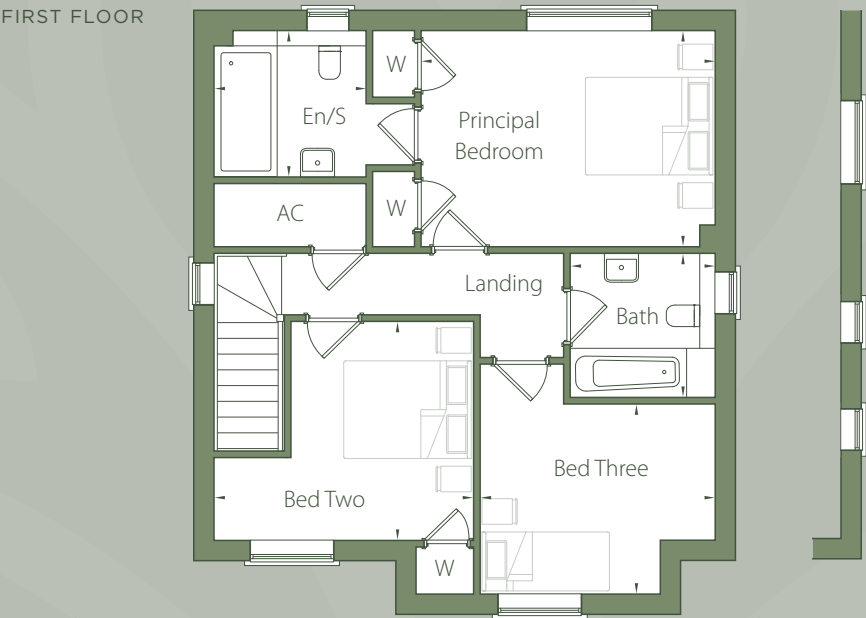 FIRST FLOOR
W
En/S
Principal
Bedroom
AC
W
Landing
Bath
Bed Two
Bed Three
W